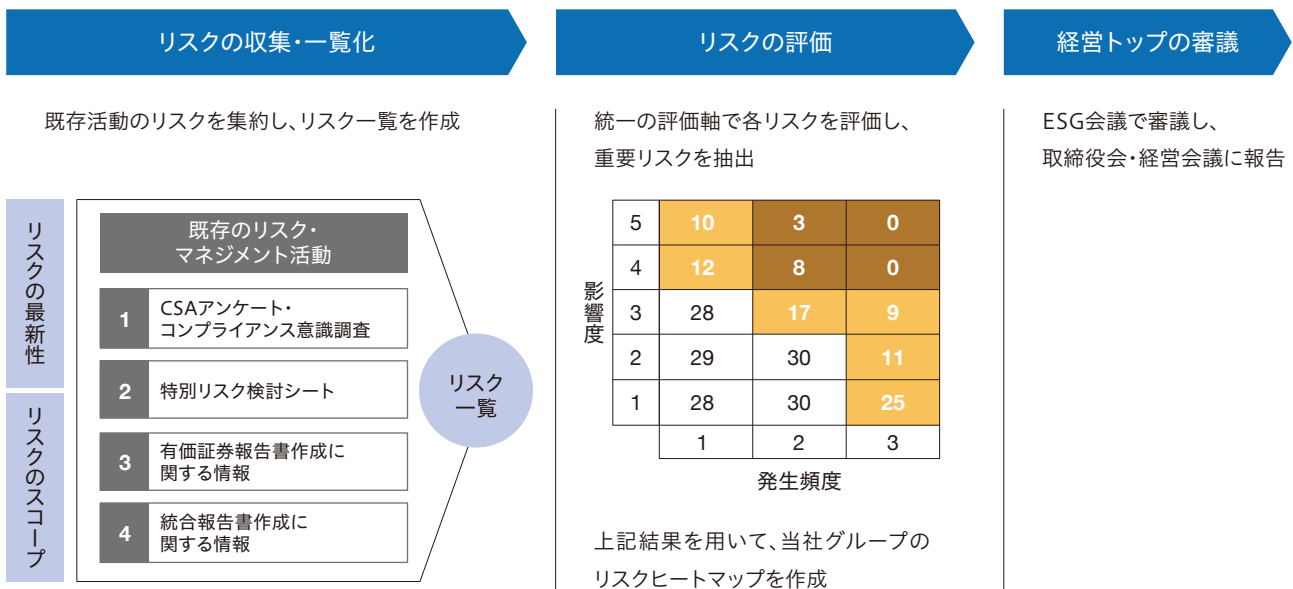 リスクの収集・一覧化
既存活動のリスクを集約し、リスク一覧を作成
リスクの最新性
リスクのスコープ
既存のリスク・
マネジメント活動
1
CSAアンケート・
コンプライアンス意識調査
2
特別リスク検討シート
3
有価証券報告書作成に
関する情報
4
統合報告書作成に
関する情報
リスク
一覧
リスクの評価
統一の評価軸で各リスクを評価し、
重要リスクを抽出
影響度
5 10 3 0
4 12 8 0
3 28 17 9
2 29 30 11
1 28 30 25
1 2 3
発生頻度
上記結果を用いて、当社グループの
リスクヒートマップを作成
経営トップの審議
ESG会議で審議し、
取締役会・経営会議に報告